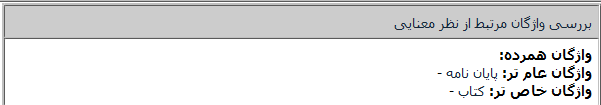 بررسی واژگان مرتبط از نظر معنایی
واژگان همرده:
واژگان عام تر: پایان نامه -
واژگان خاص تر: کتاب -